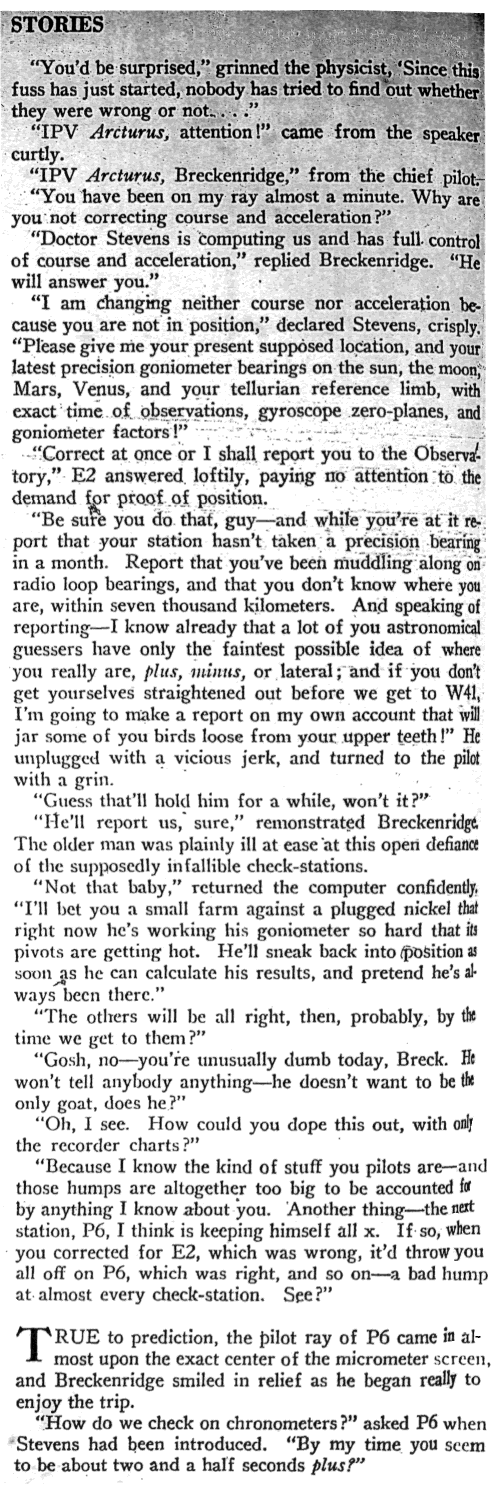 STORIES
“You’d be surprised,” grinned the physicist, ‘Since this
fuss has just started, nobody has tried to find out whether
they were wrong or not. . . .”
“IPV Arcturus, attention!” came from the speaker
curtly.
“IPV Arcturus, Breckenridge,” from the chief pilot.
“You have been on my ray almost a minute. Why are
you not correcting course and acceleration?”
“Doctor Stevens is computing us and has full control
of course and acceleration,” replied Breckenridge. “He
will answer you.”
“I am changing neither course nor acceleration be-
cause you are not in position,” declared Stevens, crisply.
“Please give me your present supposed location, and your
latest precision goniometer bearings on the sun, the moon,
Mars, Venus, and your tellurian reference limb, with
exact time of observations, gyroscope zero-planes, and
goniometer factors!”
“Correct at once or I shall report you to the Observa-
tory,” E2 answered loftily, paying no attention to the
demand for proof of position.
“Be sure you do that, guy—and while you’re at it re-
port that your station hasn’t taken a precision bearing
in a month. Report that you’ve been muddling along on
radio loop bearings, and that you don’t know where you
are, within seven thousand kilometers. And speaking of
reporting—I know already that a lot of you astronomical
guessers have only the faintest possible idea of where
you really are, plus, minus, or lateral; and if you don’t
get yourselves straightened out before we get to W41,
I’m going to make a report on my own account that will
jar some of you birds loose from your upper teeth!” He
unplugged with a vicious jerk, and turned to the pilot
with a grin.
“Guess that’ll hold him for a while, won’t it?”
“He’ll report us, sure,” remonstrated Breckenridge.
The older man was plainly ill at ease at this open defiance
of the supposedly infallible check-stations.
“Not that baby,” returned the computer confidently.
“I’ll bet you a small farm against a plugged nickel that
right now he’s working his goniometer so hard that its
pivots are getting hot. He’ll sneak back into position as
soon as he can calculate his results, and pretend he’s al-
ways been there.”
“The others will be all right, then, probably, by the
time we get to them?”
“Gosh, no—you’re unusually dumb today, Breck. He
won’t tell anybody anything—he doesn’t want to be the
only goat, does he?”
“Oh, I see. How could you dope this out, with only
the recorder charts?”
“Because I know the kind of stuff you pilots are—and
those humps are altogether too big to be accounted for
by anything I know about you. Another thing—the next
station, P6, I think is keeping himself all x. If so, when
you corrected for E2, which was wrong, it’d throw you
all off on P6, which was right, and so on—a bad hump
at almost every check-station. See?”
TRUE to prediction, the pilot ray of P6 came in al-
most upon the exact center of the micrometer screen,
and Breckenridge smiled in relief as he began really to
enjoy the trip.
“How do we check on chronometers?” asked P6 when
Stevens had been introduced. “By my time you seem
to be about two and a half seconds plus?”